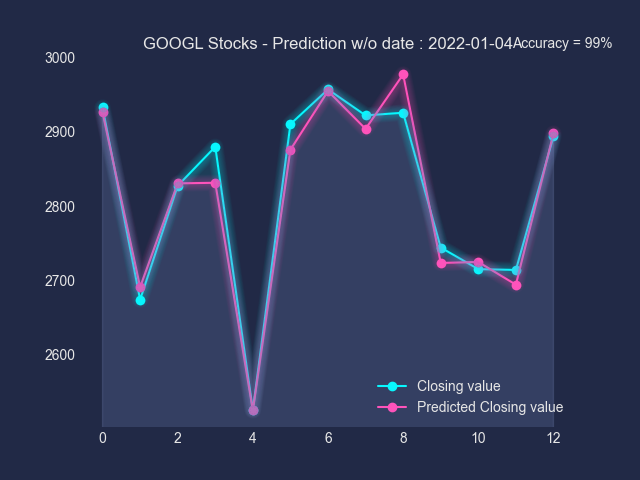 GOOGL Stocks - Prediction w/o date : 2022-01-04
Accuracy = 99%
3000
2900
2800
2700
2600
Closing value
Predicted Closing value
0 2 4 6 8 10 12